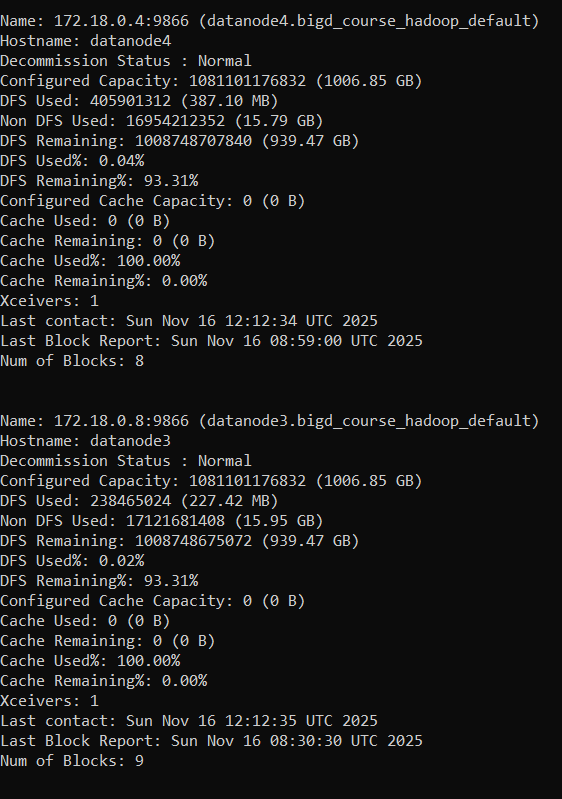 Name: 172.18.0.4:9866 (datanode4.bigd_course_hadoop_default)
Hostname: datanode4
Decommission Status : Normal
Configured Capacity: 1081101176832 (1006.85 GB)
DFS Used: 405901312 (387.10 MB)
Non DFS Used: 16954212352 (15.79 GB)
DFS Remaining: 1008748707840 (939.47 GB)
DFS Used%: 0.04%
DFS Remaining%: 93.31%
Configured Cache Capacity: 0 (0 B)
Cache Used: 0 (0 B)
Cache Remaining: 0 (0 B)
Cache Used%: 100.00%
Cache Remaining%: 0.00%
Xceivers: 1
Last contact: Sun Nov 16 12:12:34 UTC 2025
Last Block Report: Sun Nov 16 08:59:00 UTC 2025
Num of Blocks: 8
Name: 172.18.0.8:9866 (datanode3.bigd_course_hadoop_default)
Hostname: datanode3
Decommission Status : Normal
Configured Capacity: 1081101176832 (1006.85 GB)
DFS Used: 238465024 (227.42 MB)
Non DFS Used: 17121681408 (15.95 GB)
DFS Remaining: 1008748675072 (939.47 GB)
DFS Used%: 0.02%
DFS Remaining%: 93.31%
Configured Cache Capacity: 0 (0 B)
Cache Used: 0 (0 B)
Cache Remaining: 0 (0 B)
Cache Used%: 100.00%
Cache Remaining%: 0.00%
Xceivers: 1
Last contact: Sun Nov 16 12:12:35 UTC 2025
Last Block Report: Sun Nov 16 08:30:30 UTC 2025
Num of Blocks: 9